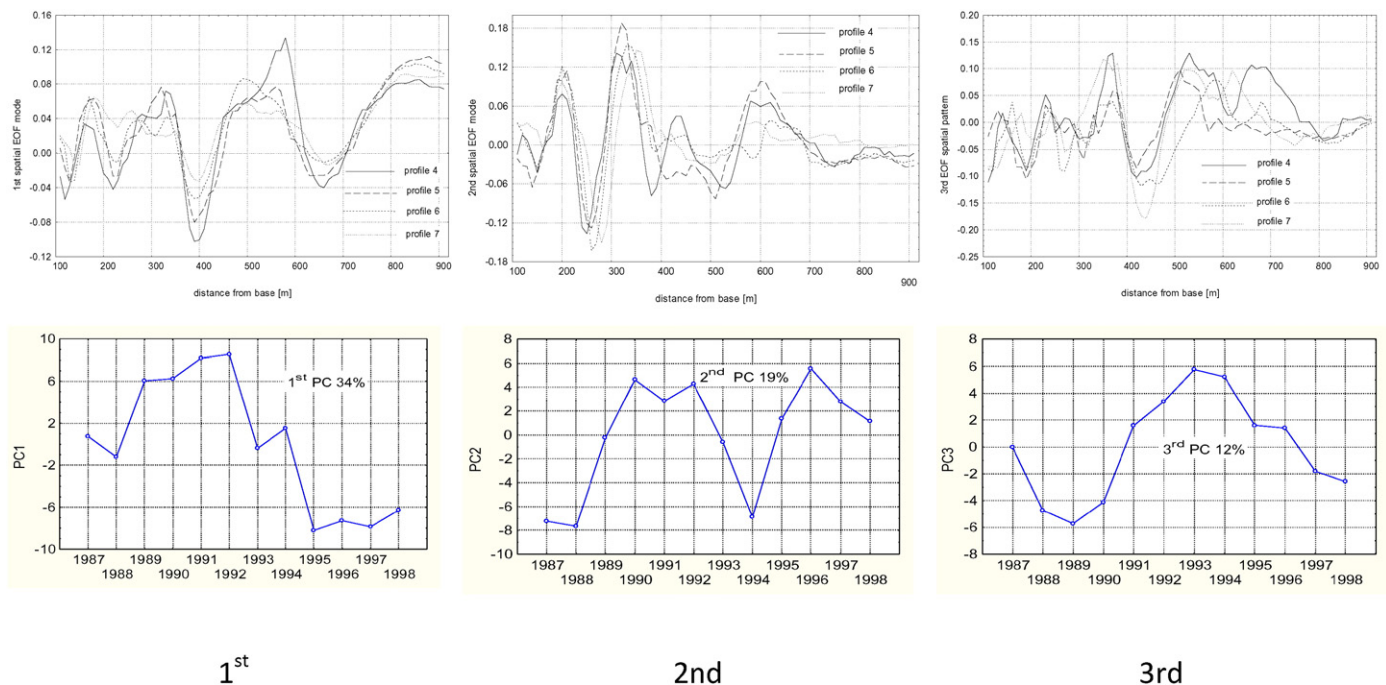 0.16
0.12
0.08
0.04
0.00
-0.04
-0.08
-0.12
1st spatial EOF mode
profile 4
profile 5
profile 6
profile 7
100 200 300 400 500 600 700 800 900
distance from base [m]
0.18
0.12
0.06
0.00
-0.06
-0.12
-0.18
2nd spatial EOF mode
profile 4
profile 5
profile 6
profile 7
100 200 300 400 500 600 700 800
900
distance from base [m]
0.20
0.15
0.10
0.05
0.00
-0.05
-0.10
-0.15
-0.20
-0.25
3rd EOF spatial pattern
profile 4
profile 5
profile 6
profile 7
100 200 300 400 500 600 700 800 900
distance from base [m]
10
6
2
-2
-6
-10
PC1
1st PC 34%
1987 1989 1991 1993 1995 1997
1988 1990 1992 1994 1996 1998
8
6
4
2
0
-2
-4
-6
-8
-10
PC2
2nd PC 19%
1987 1989 1991 1993 1995 1997
1988 1990 1992 1994 1996 1998
8
6
4
2
0
-2
-4
-6
-8
PC3
3rd PC 12%
1987 1989 1991 1993 1995 1997
1988 1990 1992 1994 1996 1998
1st 2nd 3rd